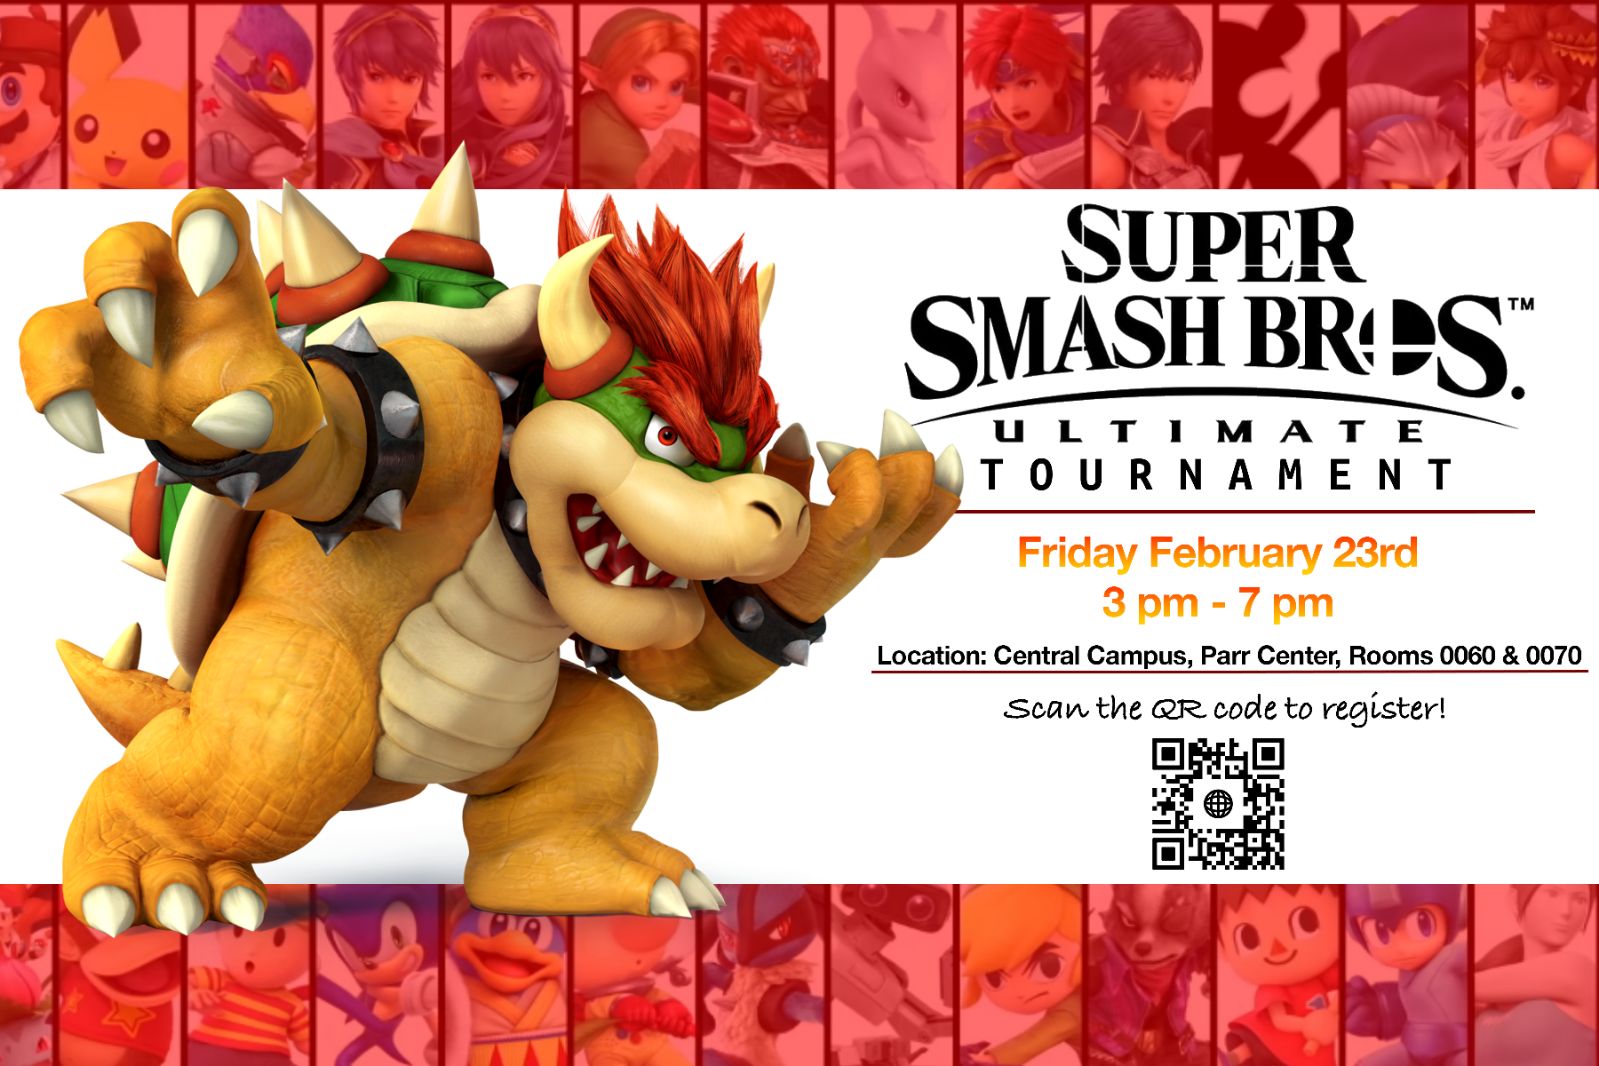 SUPER
SMASH BROS.™
ULTIMATE
TOURNAMENT
Friday February 23rd
3 pm - 7 pm
Location: Central Campus, Parr Center, Rooms 0060 & 0070
Scan the QR code to register!